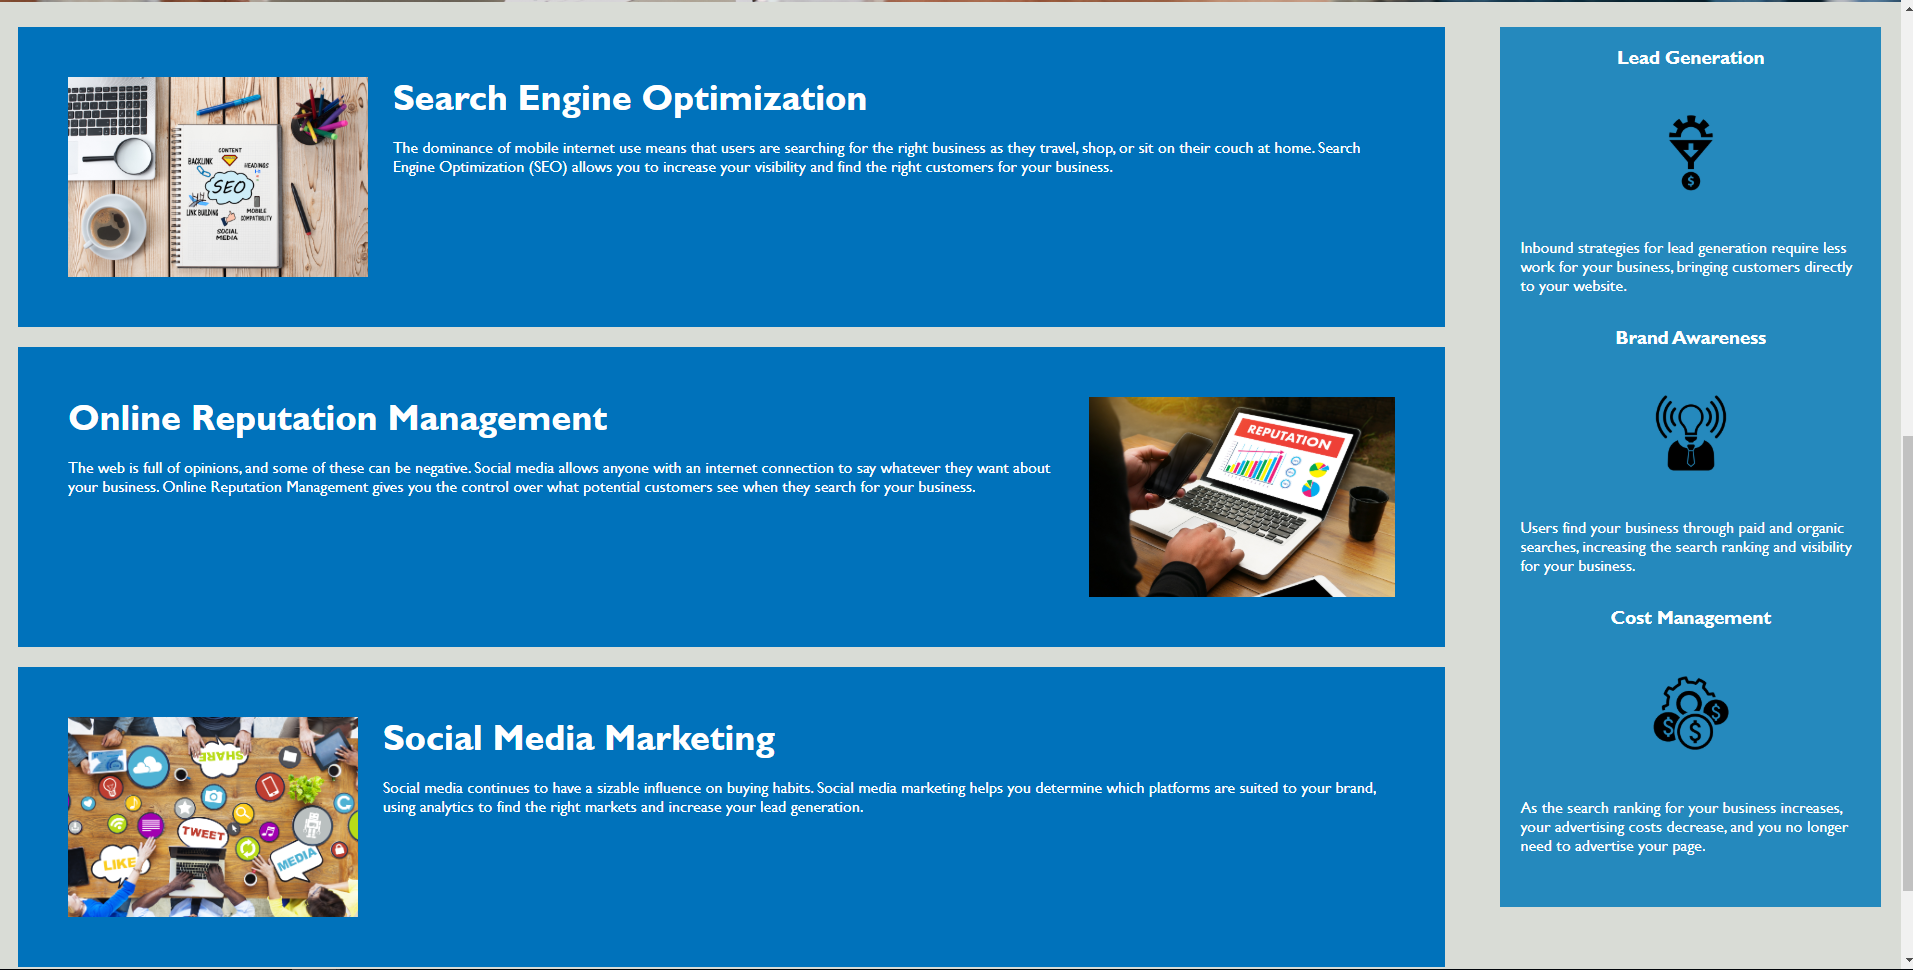 Search Engine Optimization
The dominance of mobile internet use means that users are searching for the right business as they travel, shop, or sit on their couch at home. Search
Engine Optimization (SEO) allows you to increase your visibility and find the right customers for your business.
CONTENT
BACKLINK
HEADINGS
SEO
LINK BUILDING
MOBILE
COMPATIBILITY
SOCIAL
MEDIA
Online Reputation Management
The web is full of opinions, and some of these can be negative. Social media allows anyone with an internet connection to say whatever they want about
your business. Online Reputation Management gives you the control over what potential customers see when they search for your business.
REPUTATION
Social Media Marketing
Social media continues to have a sizable influence on buying habits. Social media marketing helps you determine which platforms are suited to your brand,
using analytics to find the right markets and increase your lead generation.
SHARE
TWEET
LIKE
MEDIA
Lead Generation
$
Inbound strategies for lead generation require less
work for your business, bringing customers directly
to your website.
Brand Awareness
Users find your business through paid and organic
searches, increasing the search ranking and visibility
for your business.
Cost Management
$ $ $
As the search ranking for your business increases,
your advertising costs decrease, and you no longer
need to advertise your page.